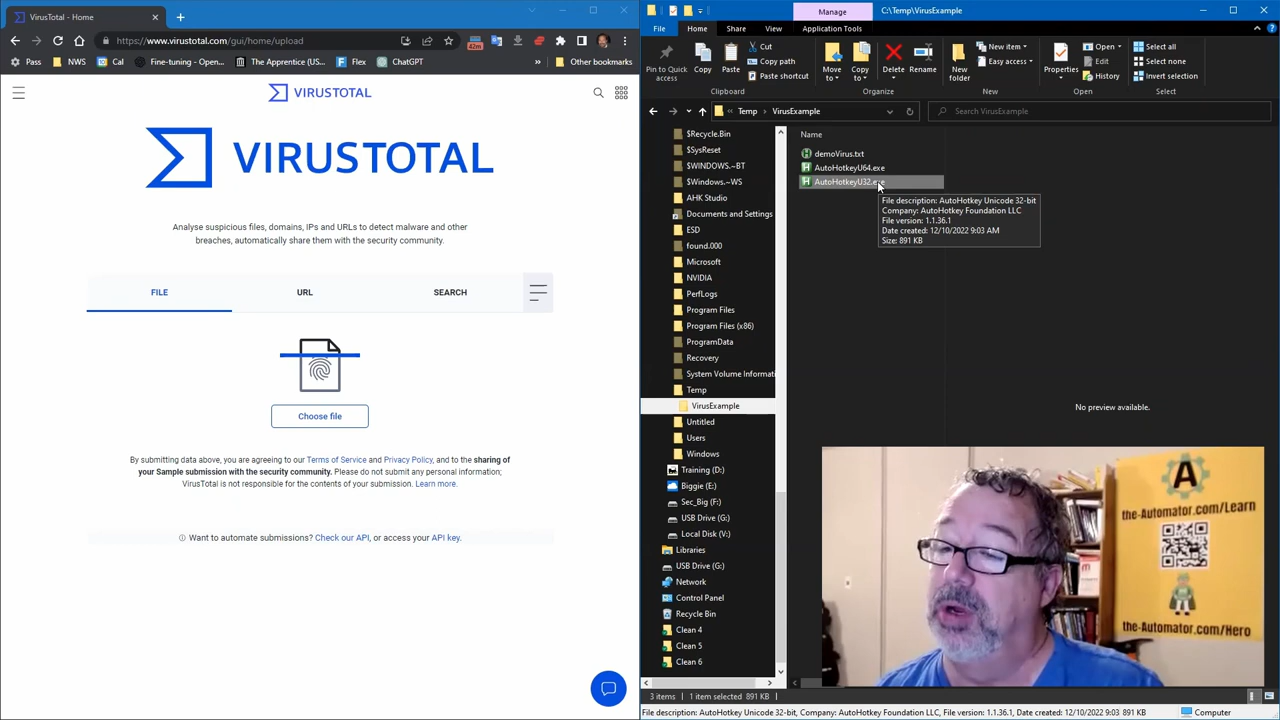 VirusTotal - Home
https://www.virustotal.com/gui/home/upload
42m
Pass
NWS
Cal
Fine-tuning - Open...
The Apprentice (US...
Flex
ChatGPT
»
Other bookmarks
VIRUSTOTAL
VIRUSTOTAL
Analyse suspicious files, domains, IPs and URLs to detect malware and other
breaches, automatically share them with the security community.
FILE
URL
SEARCH
Choose file
By submitting data above, you are agreeing to our Terms of Service and Privacy Policy, and to the sharing
of your Sample submission with the security community. Please do not submit any personal information;
VirusTotal is not responsible for the contents of your submission. Learn more.
Want to automate submissions? Check our API, or access your API key.
Manage
C:\Temp\VirusExample
File
Home
Share
View
Application Tools
Pin to Quick
access
Copy
Paste
Cut
Copy path
Paste shortcut
Clipboard
Move
to
Copy
to
Delete
Rename
Organize
New
folder
New item
Easy access
New
Properties
Open
Edit
History
Open
Select all
Select none
Invert selection
Select
« Temp > VirusExample
Search VirusExample
$Recycle.Bin
$SysReset
$WINDOWS.~BT
$Windows.~WS
AHK Studio
Documents and Settings
ESD
found.000
Microsoft
NVIDIA
PerfLogs
Program Files
Program Files (x86)
ProgramData
Recovery
System Volume Informati
Temp
VirusExample
Untitled
Users
Windows
Training (D:)
Biggie (E:)
Sec_Big (F:)
USB Drive (G:)
Local Disk (V:)
Libraries
USB Drive (G:)
Network
Control Panel
Recycle Bin
Clean 4
Clean 5
Clean 6
Name
demoVirus.txt
AutoHotkeyU64.exe
AutoHotkeyU32.exe
File description: AutoHotkey Unicode 32-bit
Company: AutoHotkey Foundation LLC
File version: 1.1.36.1
Date created: 12/10/2022 9:03 AM
Size: 891 KB
No preview available.
the-Automator.com/Learn
the-Automator.com/Hero
3 items
1 item selected 891 KB
File description: AutoHotkey Unicode 32-bit, Company: AutoHotkey Foundation LLC, File version: 1.1.36.1, Date created: 12/10/2022 9:03 891 KB
Computer